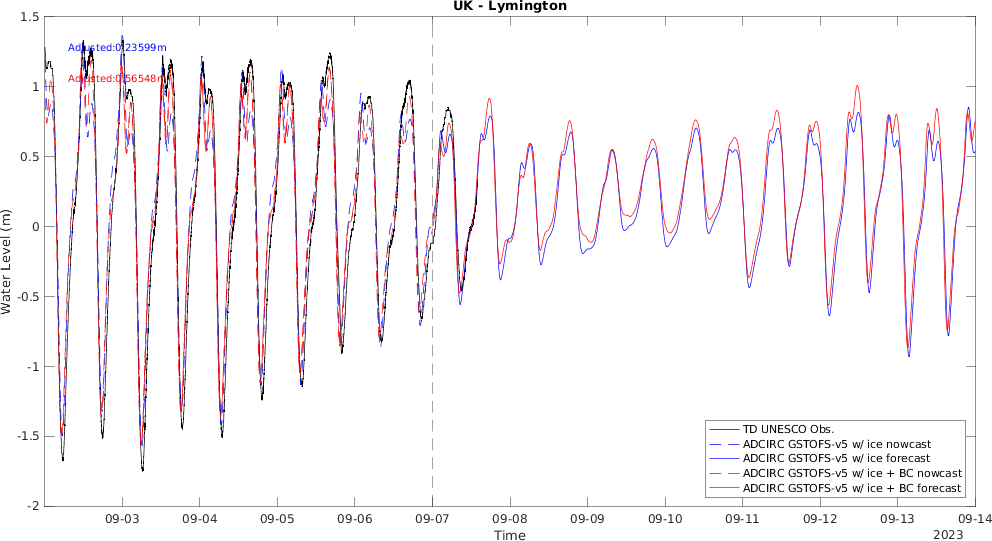 UK - Lymington
1.5
1
0.5
0
-0.5
-1
-1.5
-2
Water Level (m)
Adjusted:0.23599m
Adjusted:0.56548m
TD UNESCO Obs.
ADCIRC GSTOFS-v5 w/ ice nowcast
ADCIRC GSTOFS-v5 w/ ice forecast
ADCIRC GSTOFS-v5 w/ ice + BC nowcast
ADCIRC GSTOFS-v5 w/ ice + BC forecast
09-03 09-04 09-05 09-06 09-07 09-08 09-09 09-10 09-11 09-12 09-13 09-14
Time
2023